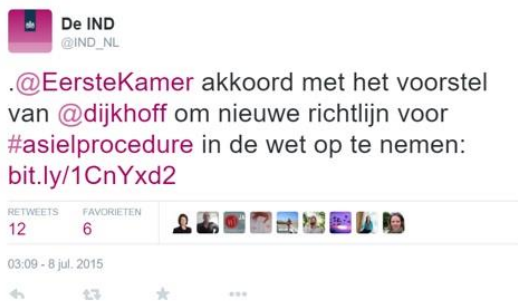 De IND
@IND_NL
.@EersteKamer akkoord met het voorstel
van @dijkhoff om nieuwe richtlijn voor
#asielprocedure in de wet op te nemen:
bit.ly/1CnYxd2
RETWEETS FAVORIETEN
12 6
03:09 - 8 jul. 2015